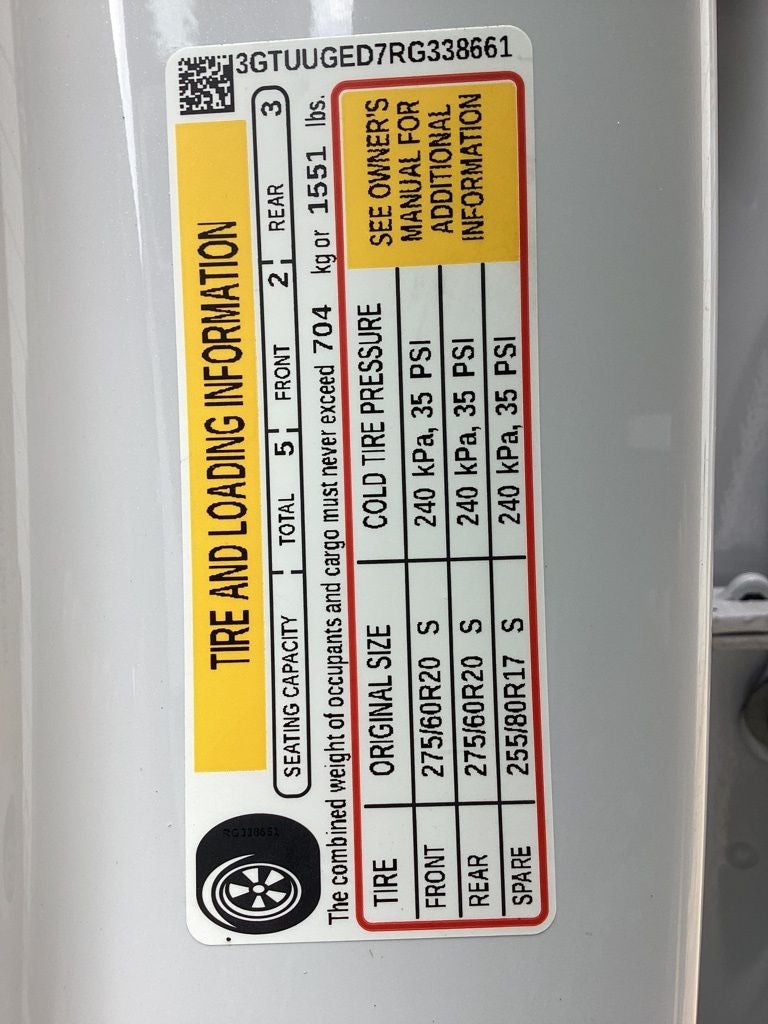 3GTUUGED7RG338661
TIRE AND LOADING INFORMATION
SEATING CAPACITY TOTAL 5 FRONT 2 REAR 3
The combined weight of occupants and cargo must never exceed 704 kg or 1551 lbs.
TIRE ORIGINAL SIZE COLD TIRE PRESSURE
FRONT 275/60R20 S 240 kPa, 35 PSI
REAR 275/60R20 S 240 kPa, 35 PSI
SPARE 255/80R17 S 240 kPa, 35 PSI
SEE OWNER'S
MANUAL FOR
ADDITIONAL
INFORMATION
RG338661